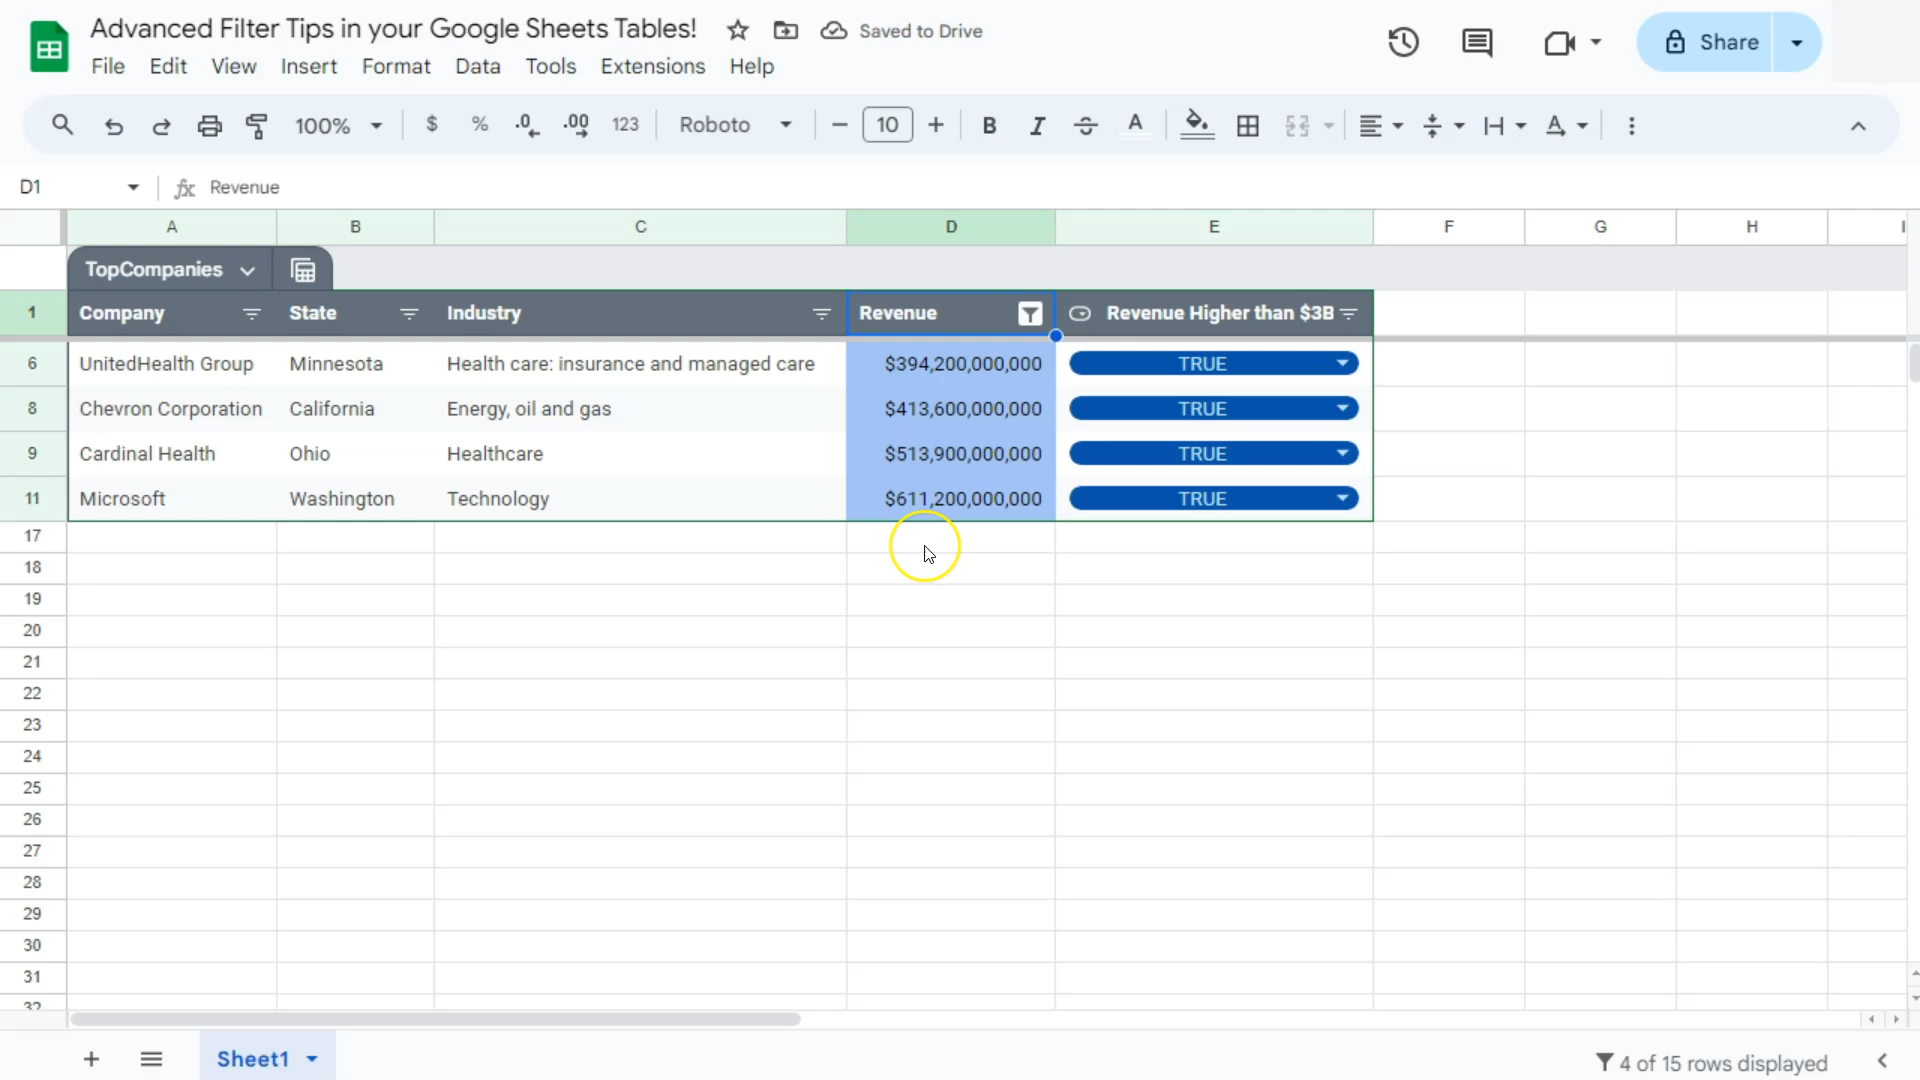 Advanced Filter Tips in your Google Sheets Tables!
Saved to Drive
Share
File Edit View Insert Format Data Tools Extensions Help
100% $ % .0 .00 123 Roboto 10 B I S A
D1 fx Revenue
A B C D E F G H I
TopCompanies
1 Company State Industry Revenue Revenue Higher than $3B
6 UnitedHealth Group Minnesota Health care: insurance and managed care $394,200,000,000 TRUE
8 Chevron Corporation California Energy, oil and gas $413,600,000,000 TRUE
9 Cardinal Health Ohio Healthcare $513,900,000,000 TRUE
11 Microsoft Washington Technology $611,200,000,000 TRUE
17
18
19
20
21
22
23
24
25
26
27
28
29
30
31
32
Sheet1
4 of 15 rows displayed